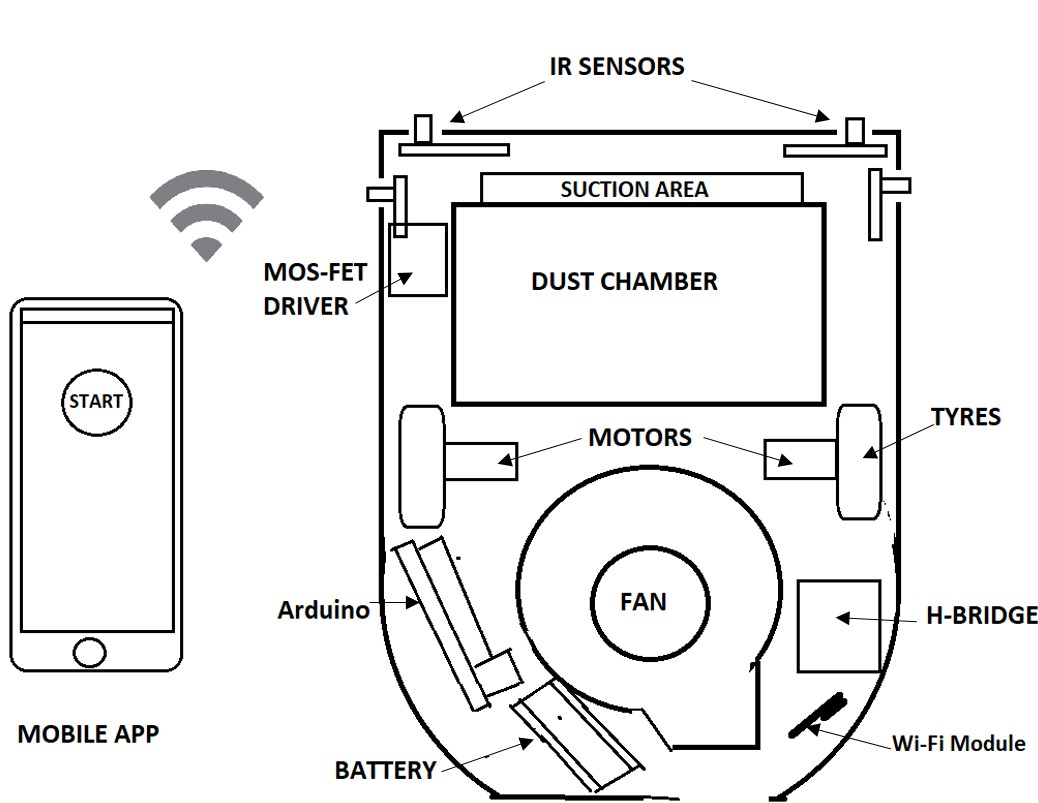 IR SENSORS
SUCTION AREA
MOS-FET
DRIVER
DUST CHAMBER
START
MOTORS
TYRES
FAN
Arduino
H-BRIDGE
MOBILE APP
Wi-Fi Module
BATTERY